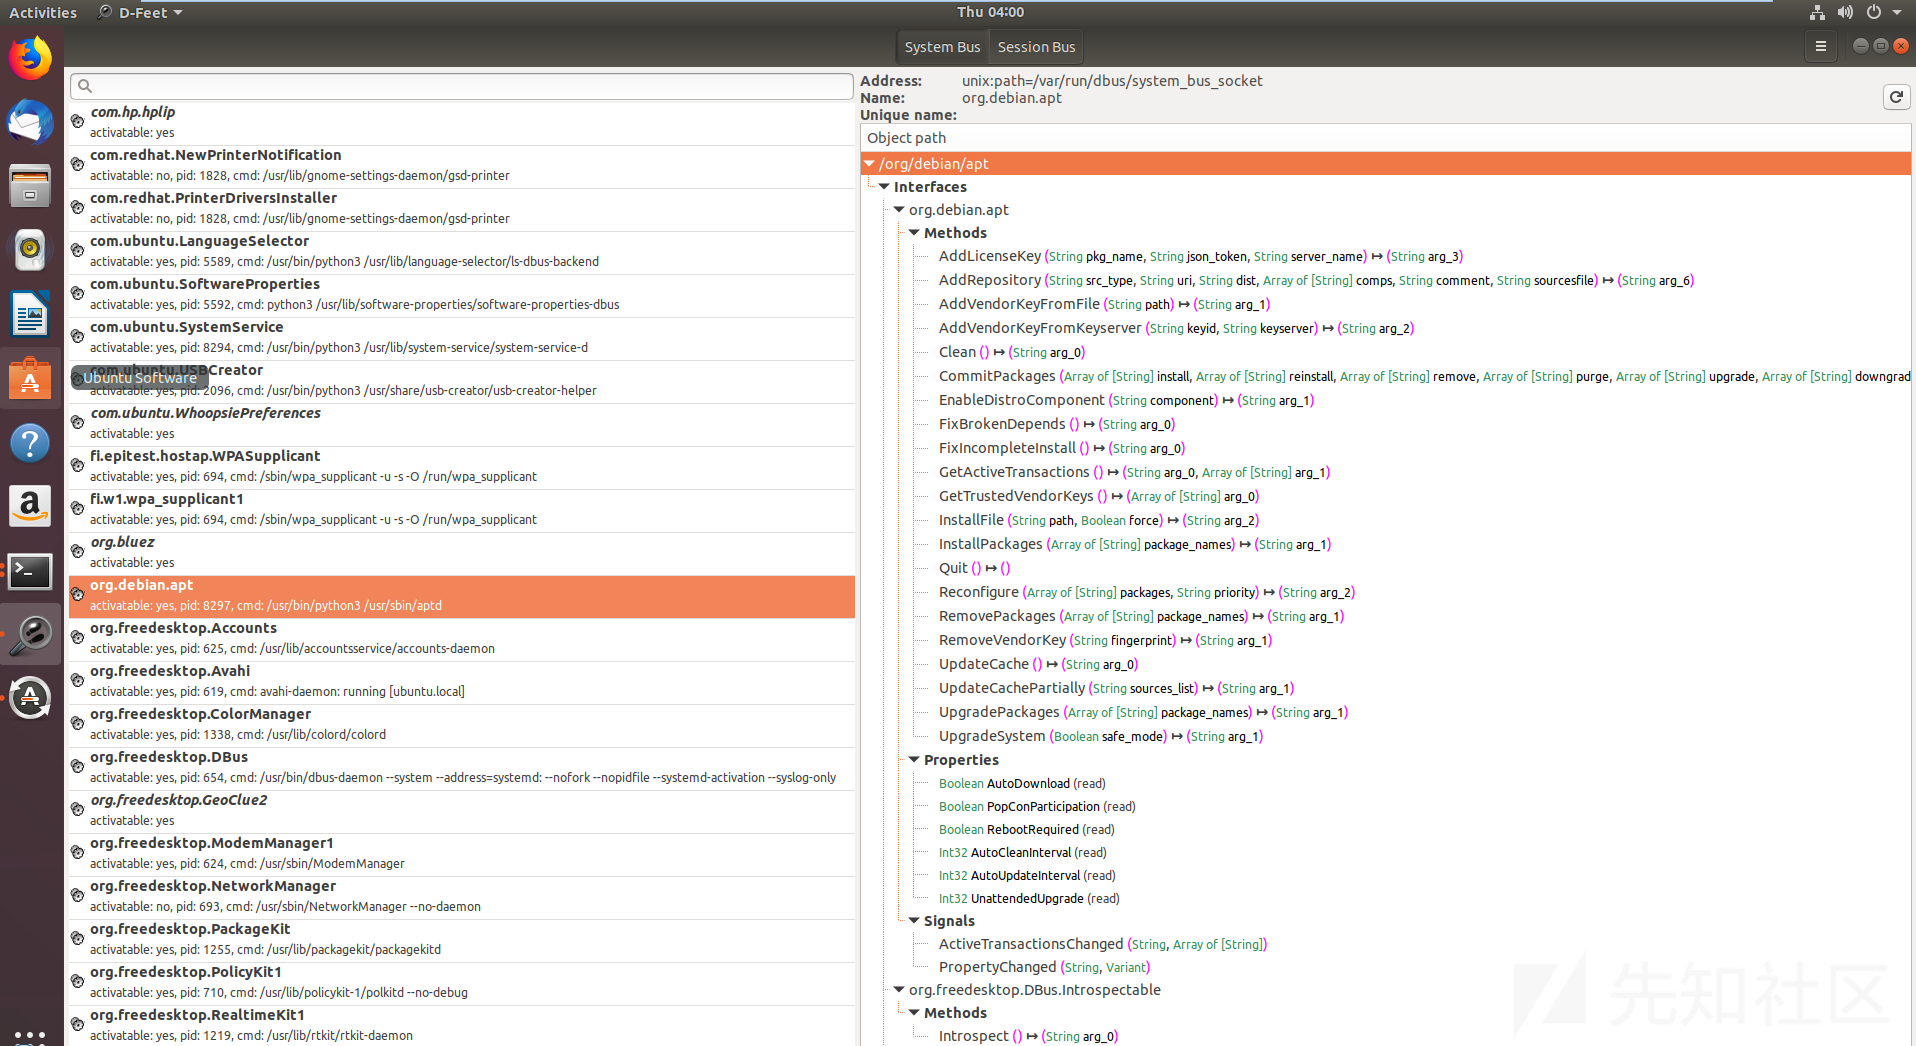 Activities
D-Feet
Thu 04:00
System Bus
Session Bus
com.hp.hplip
activatable: yes
com.redhat.NewPrinterNotification
activatable: no, pid: 1828, cmd: /usr/lib/gnome-settings-daemon/gsd-printer
com.redhat.PrinterDriversInstaller
activatable: no, pid: 1828, cmd: /usr/lib/gnome-settings-daemon/gsd-printer
com.ubuntu.LanguageSelector
activatable: yes, pid: 5589, cmd: /usr/bin/python3 /usr/lib/language-selector/ls-dbus-backend
com.ubuntu.SoftwareProperties
activatable: yes, pid: 5592, cmd: python3 /usr/lib/software-properties/software-properties-dbus
com.ubuntu.SystemService
activatable: yes, pid: 8294, cmd: /usr/bin/python3 /usr/lib/system-service/system-service-d
com.ubuntu.USBCreator
Ubuntu Software
activatable: yes, pid: 2096, cmd: /usr/bin/python3 /usr/share/usb-creator/usb-creator-helper
com.ubuntu.WhoopsiePreferences
activatable: yes
fi.epitest.hostap.WPASupplicant
activatable: yes, pid: 694, cmd: /sbin/wpa_supplicant -u -s -O /run/wpa_supplicant
fi.w1.wpa_supplicant1
activatable: yes, pid: 694, cmd: /sbin/wpa_supplicant -u -s -O /run/wpa_supplicant
org.bluez
activatable: yes
org.debian.apt
activatable: yes, pid: 8297, cmd: /usr/bin/python3 /usr/sbin/aptd
org.freedesktop.Accounts
activatable: yes, pid: 625, cmd: /usr/lib/accountsservice/accounts-daemon
org.freedesktop.Avahi
activatable: yes, pid: 619, cmd: avahi-daemon: running [ubuntu.local]
org.freedesktop.ColorManager
activatable: yes, pid: 1338, cmd: /usr/lib/colord/colord
org.freedesktop.DBus
activatable: yes, pid: 654, cmd: /usr/bin/dbus-daemon --system --address=systemd: --nofork --nopidfile --systemd-activation --syslog-only
org.freedesktop.GeoClue2
activatable: yes
org.freedesktop.ModemManager1
activatable: yes, pid: 624, cmd: /usr/sbin/ModemManager
org.freedesktop.NetworkManager
activatable: no, pid: 693, cmd: /usr/sbin/NetworkManager --no-daemon
org.freedesktop.PackageKit
activatable: yes, pid: 1255, cmd: /usr/lib/packagekit/packagekitd
org.freedesktop.PolicyKit1
activatable: yes, pid: 710, cmd: /usr/lib/policykit-1/polkitd --no-debug
org.freedesktop.RealtimeKit1
activatable: yes, pid: 1219, cmd: /usr/lib/rtkit/rtkit-daemon
Address: unix:path=/var/run/dbus/system_bus_socket
Name: org.debian.apt
Unique name:
Object path
/org/debian/apt
Interfaces
org.debian.apt
Methods
AddLicenseKey (String pkg_name, String json_token, String server_name) ↦ (String arg_3)
AddRepository (String src_type, String uri, String dist, Array of [String] comps, String comment, String sourcesfile) ↦ (String arg_6)
AddVendorKeyFromFile (String path) ↦ (String arg_1)
AddVendorKeyFromKeyserver (String keyid, String keyserver) ↦ (String arg_2)
Clean () ↦ (String arg_0)
CommitPackages (Array of [String] install, Array of [String] reinstall, Array of [String] remove, Array of [String] purge, Array of [String] upgrade, Array of [String] downgrad
EnableDistroComponent (String component) ↦ (String arg_1)
FixBrokenDepends () ↦ (String arg_0)
FixIncompleteInstall () ↦ (String arg_0)
GetActiveTransactions () ↦ (String arg_0, Array of [String] arg_1)
GetTrustedVendorKeys () ↦ (Array of [String] arg_0)
InstallFile (String path, Boolean force) ↦ (String arg_2)
InstallPackages (Array of [String] package_names) ↦ (String arg_1)
Quit () ↦ ()
Reconfigure (Array of [String] packages, String priority) ↦ (String arg_2)
RemovePackages (Array of [String] package_names) ↦ (String arg_1)
RemoveVendorKey (String fingerprint) ↦ (String arg_1)
UpdateCache () ↦ (String arg_0)
UpdateCachePartially (String sources_list) ↦ (String arg_1)
UpgradePackages (Array of [String] package_names) ↦ (String arg_1)
UpgradeSystem (Boolean safe_mode) ↦ (String arg_1)
Properties
Boolean AutoDownload (read)
Boolean PopConParticipation (read)
Boolean RebootRequired (read)
Int32 AutoCleanInterval (read)
Int32 AutoUpdateInterval (read)
Int32 UnattendedUpgrade (read)
Signals
ActiveTransactionsChanged (String, Array of [String])
PropertyChanged (String, Variant)
org.freedesktop.DBus.Introspectable
Methods
Introspect () ↦ (String arg_0)
先知社区